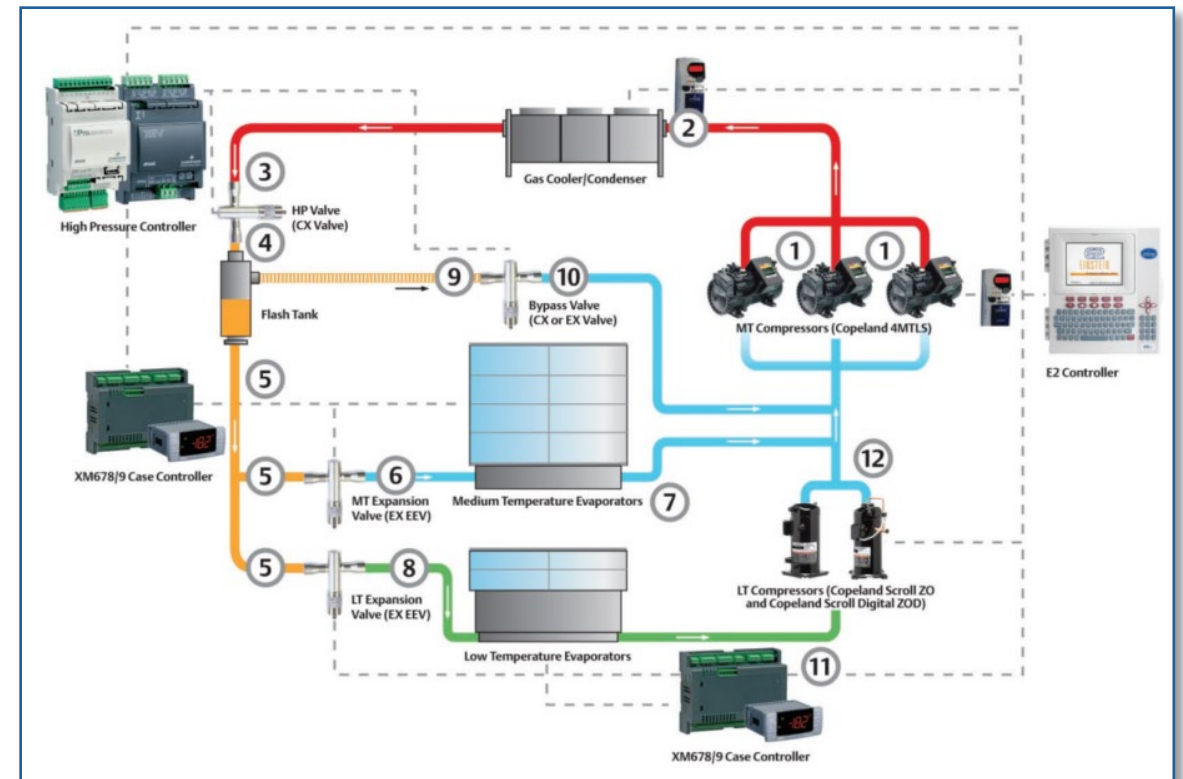 2
Gas Cooler/Condenser
3
HP Valve
(CX Valve)
High Pressure Controller
4
9
10
1
1
Flash Tank
Bypass Valve
(CX or EX Valve)
MT Compressors (Copeland 4MTLS)
EINSTEIN
E2 Controller
5
XM678/9 Case Controller
5
6
MT Expansion
Valve (EX EEV)
Medium Temperature Evaporators
7
12
5
8
LT Expansion
Valve (EX EEV)
LT Compressors (Copeland Scroll ZO
and Copeland Scroll Digital ZOD)
Low Temperature Evaporators
11
XM678/9 Case Controller